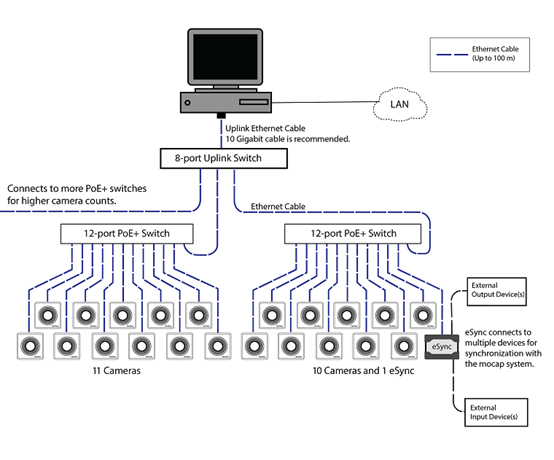 Ethernet Cable
(Up to 100 m)
LAN
Uplink Ethernet Cable
10 Gigabit cable is recommended.
8-port Uplink Switch
Connects to more PoE+ switches
for higher camera counts.
Ethernet Cable
12-port PoE+ Switch
12-port PoE+ Switch
External
Output Device(s)
eSync
eSync connects to
multiple devices for
synchronization with
the mocap system.
11 Cameras
10 Cameras and 1 eSync
External
Input Device(s)